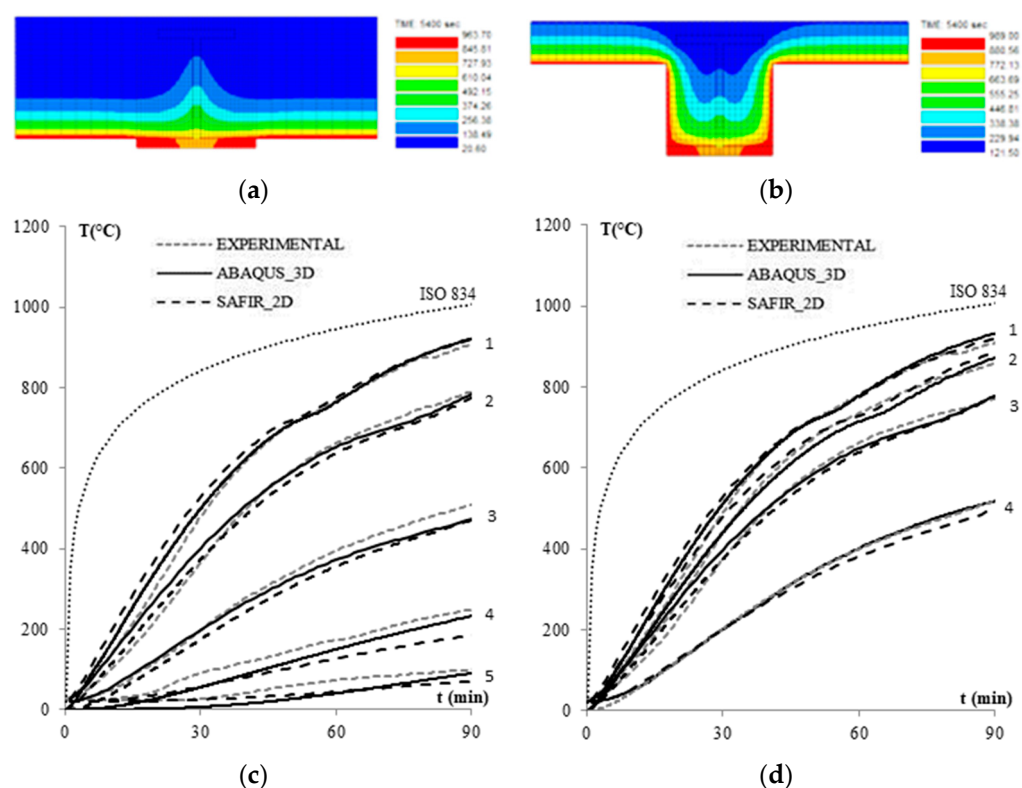 TIME: 5400 sec
963.70
845.81
727.93
610.04
492.15
374.26
256.38
138.49
20.60
TIME: 5400 sec
989.00
880.56
772.13
663.69
555.25
446.81
338.38
229.94
121.50
(a)
(b)
1200
T(°C)
EXPERIMENTAL
ABAQUS_3D
SAFIR_2D
ISO 834
1000
800
600
400
200
0
1
2
3
4
5
t (min)
0
30
60
90
1200
T(°C)
EXPERIMENTAL
ABAQUS_3D
SAFIR_2D
ISO 834
1000
800
600
400
200
0
1
2
3
4
t (min)
0
30
60
90
(c)
(d)